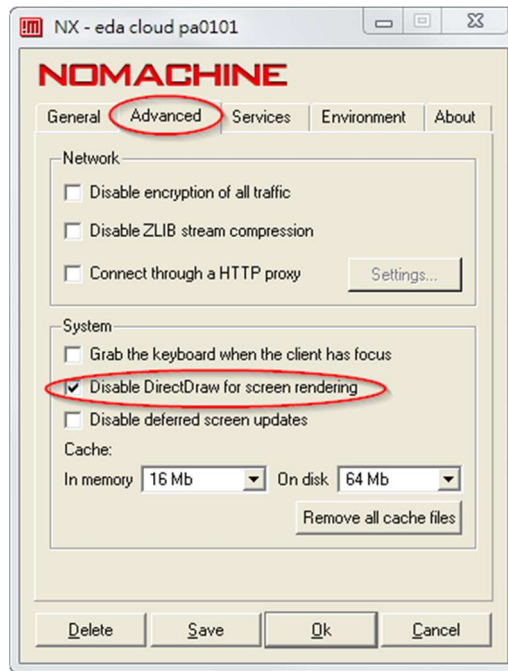 NX - eda cloud pa0101
NOMACHINE
General Advanced Services Environment About
Network
Disable encryption of all traffic
Disable ZLIB stream compression
Connect through a HTTP proxy Settings...
System
Grab the keyboard when the client has focus
Disable DirectDraw for screen rendering
Disable deferred screen updates
Cache:
In memory 16 Mb On disk 64 Mb
Remove all cache files
Delete Save Ok Cancel